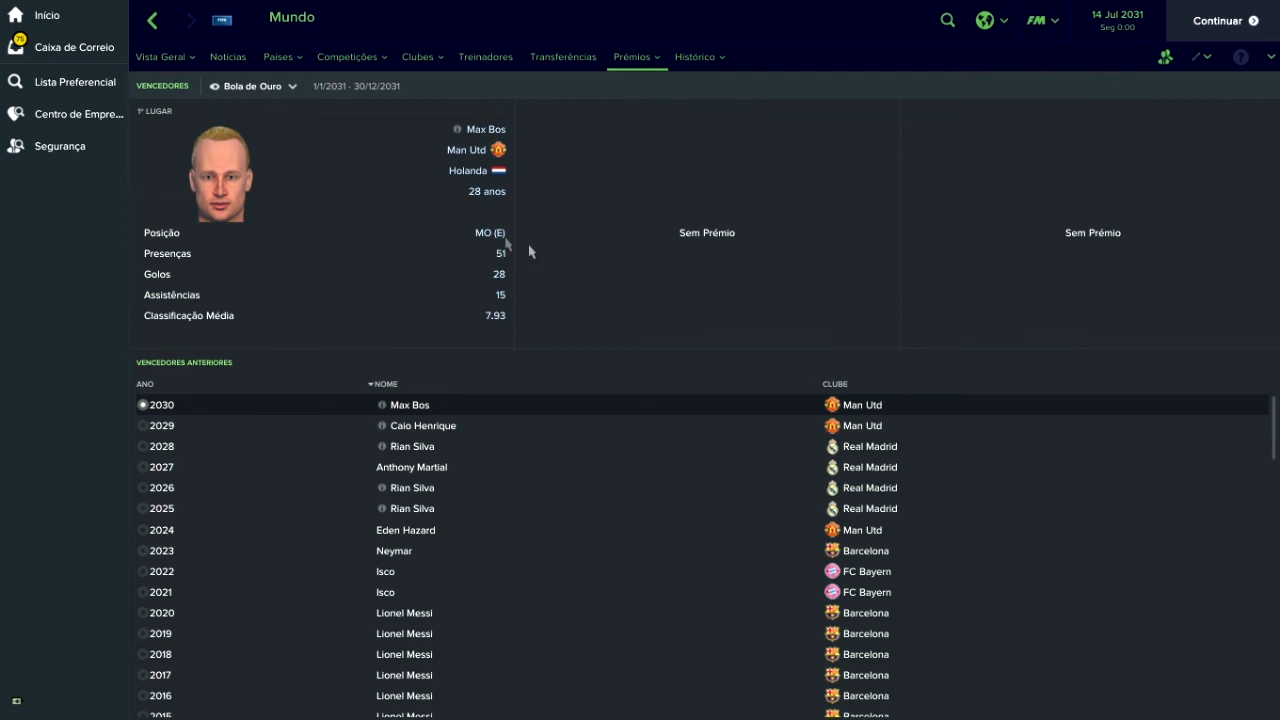 Início
Mundo
14 Jul 2031
Seg 0:00
Continuar
FM
75
Caixa de Correio
Vista Geral
Notícias
Países
Competições
Clubes
Treinadores
Transferências
Prémios
Histórico
Lista Preferencial
VENCEDORES
Bola de Ouro
1/1/2031 - 30/12/2031
Centro de Empre...
Segurança
1º LUGAR
Max Bos
Man Utd
Holanda
28 anos
Posição MO (E)
Presenças 51
Golos 28
Assistências 15
Classificação Média 7.93
Sem Prémio
Sem Prémio
VENCEDORES ANTERIORES
ANO NOME CLUBE
2030 Max Bos Man Utd
2029 Caio Henrique Man Utd
2028 Rian Silva Real Madrid
2027 Anthony Martial Real Madrid
2026 Rian Silva Real Madrid
2025 Rian Silva Real Madrid
2024 Eden Hazard Man Utd
2023 Neymar Barcelona
2022 Isco FC Bayern
2021 Isco FC Bayern
2020 Lionel Messi Barcelona
2019 Lionel Messi Barcelona
2018 Lionel Messi Barcelona
2017 Lionel Messi Barcelona
2016 Lionel Messi Barcelona
2015 Lionel Messi Barcelona